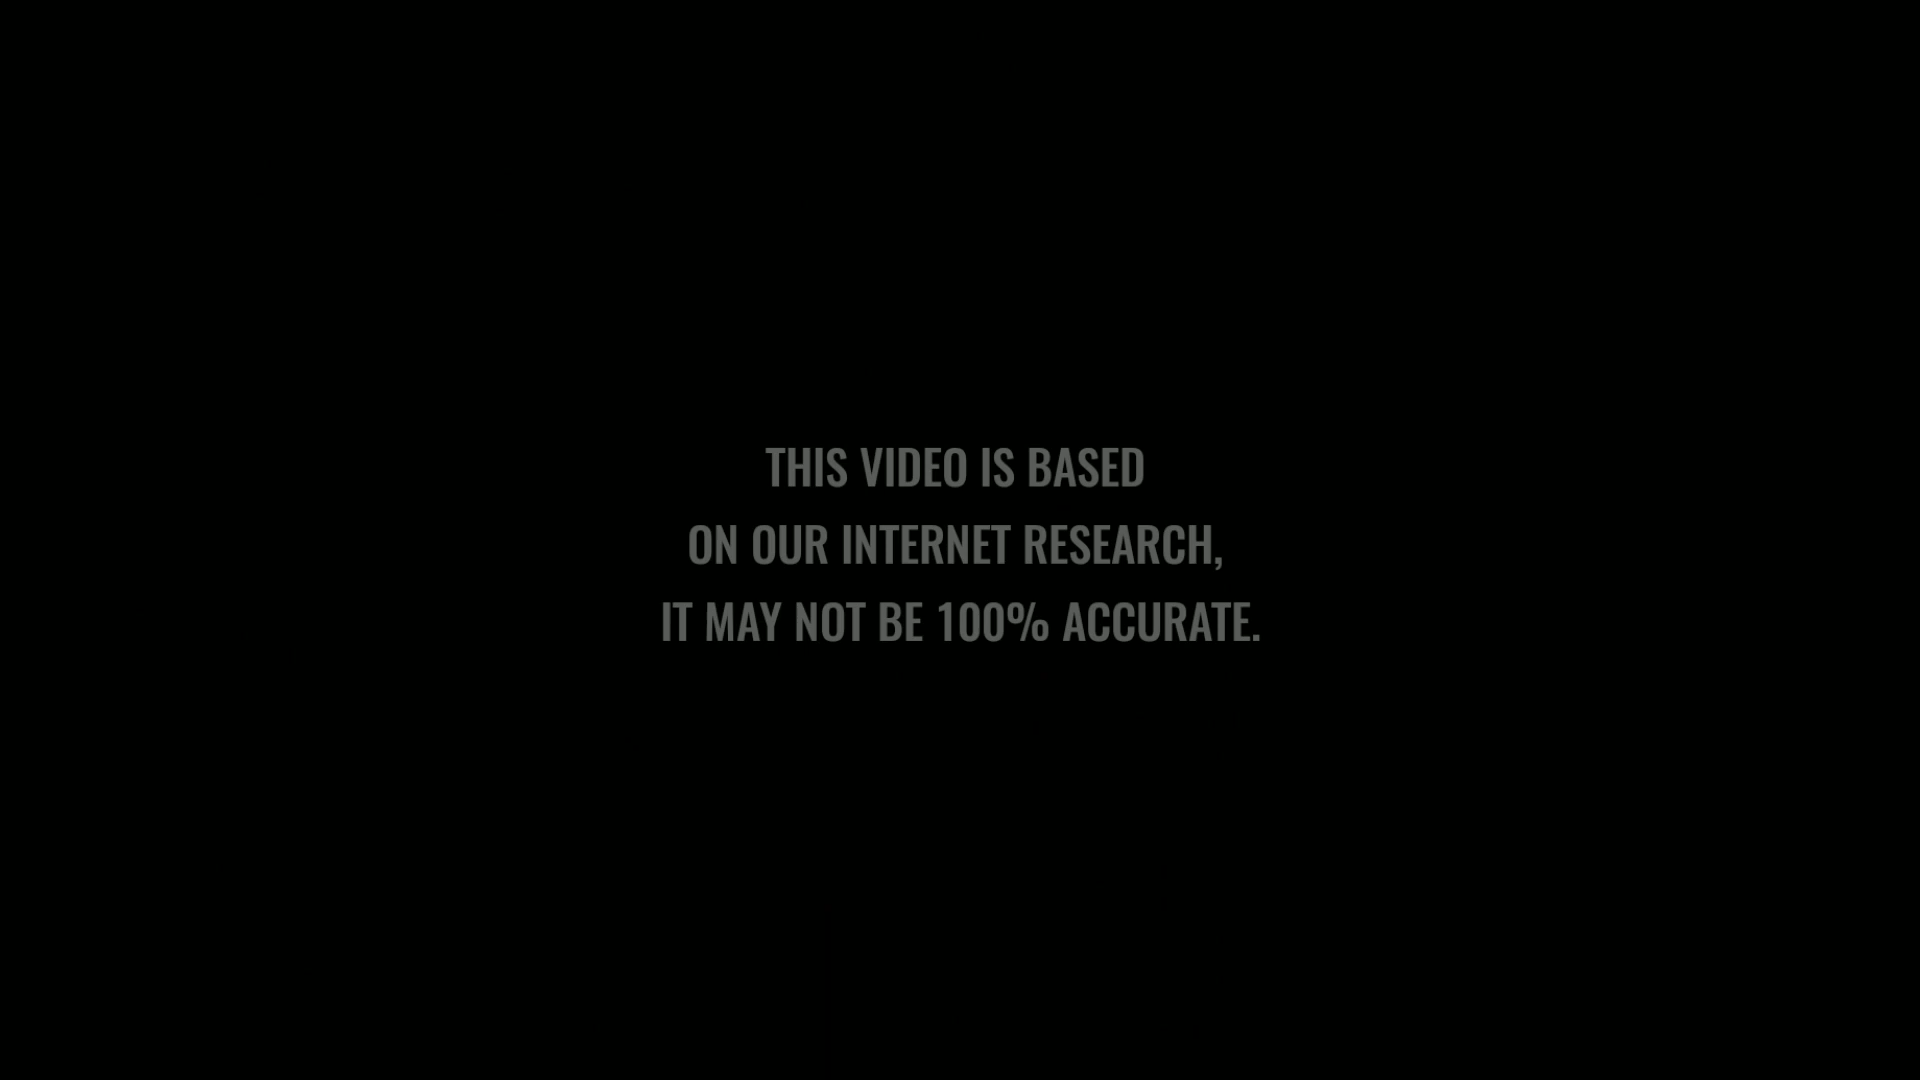 THIS VIDEO IS BASED
ON OUR INTERNET RESEARCH,
IT MAY NOT BE 100% ACCURATE.